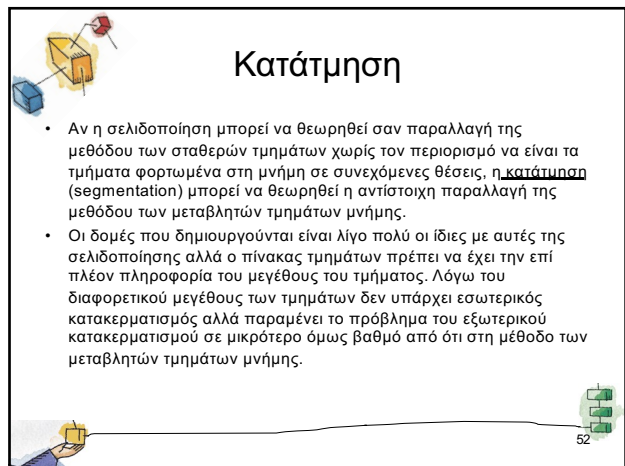 Κατάτμηση
• Αν η σελιδοποίηση μπορεί να θεωρηθεί σαν παραλλαγή της
μεθόδου των σταθερών τμημάτων χωρίς τον περιορισμό να είναι τα
τμήματα φορτωμένα στη μνήμη σε συνεχόμενες θέσεις, η κατάτμηση
(segmentation) μπορεί να θεωρηθεί η αντίστοιχη παραλλαγή της
μεθόδου των μεταβλητών τμημάτων μνήμης.
• Οι δομές που δημιουργούνται είναι λίγο πολύ οι ίδιες με αυτές της
σελιδοποίησης αλλά ο πίνακας τμημάτων πρέπει να έχει την επί
πλέον πληροφορία του μεγέθους του τμήματος. Λόγω του
διαφορετικού μεγέθους των τμημάτων δεν υπάρχει εσωτερικός
κατακερματισμός αλλά παραμένει το πρόβλημα του εξωτερικού
κατακερματισμού σε μικρότερο όμως βαθμό από ότι στη μέθοδο των
μεταβλητών τμημάτων μνήμης.
52